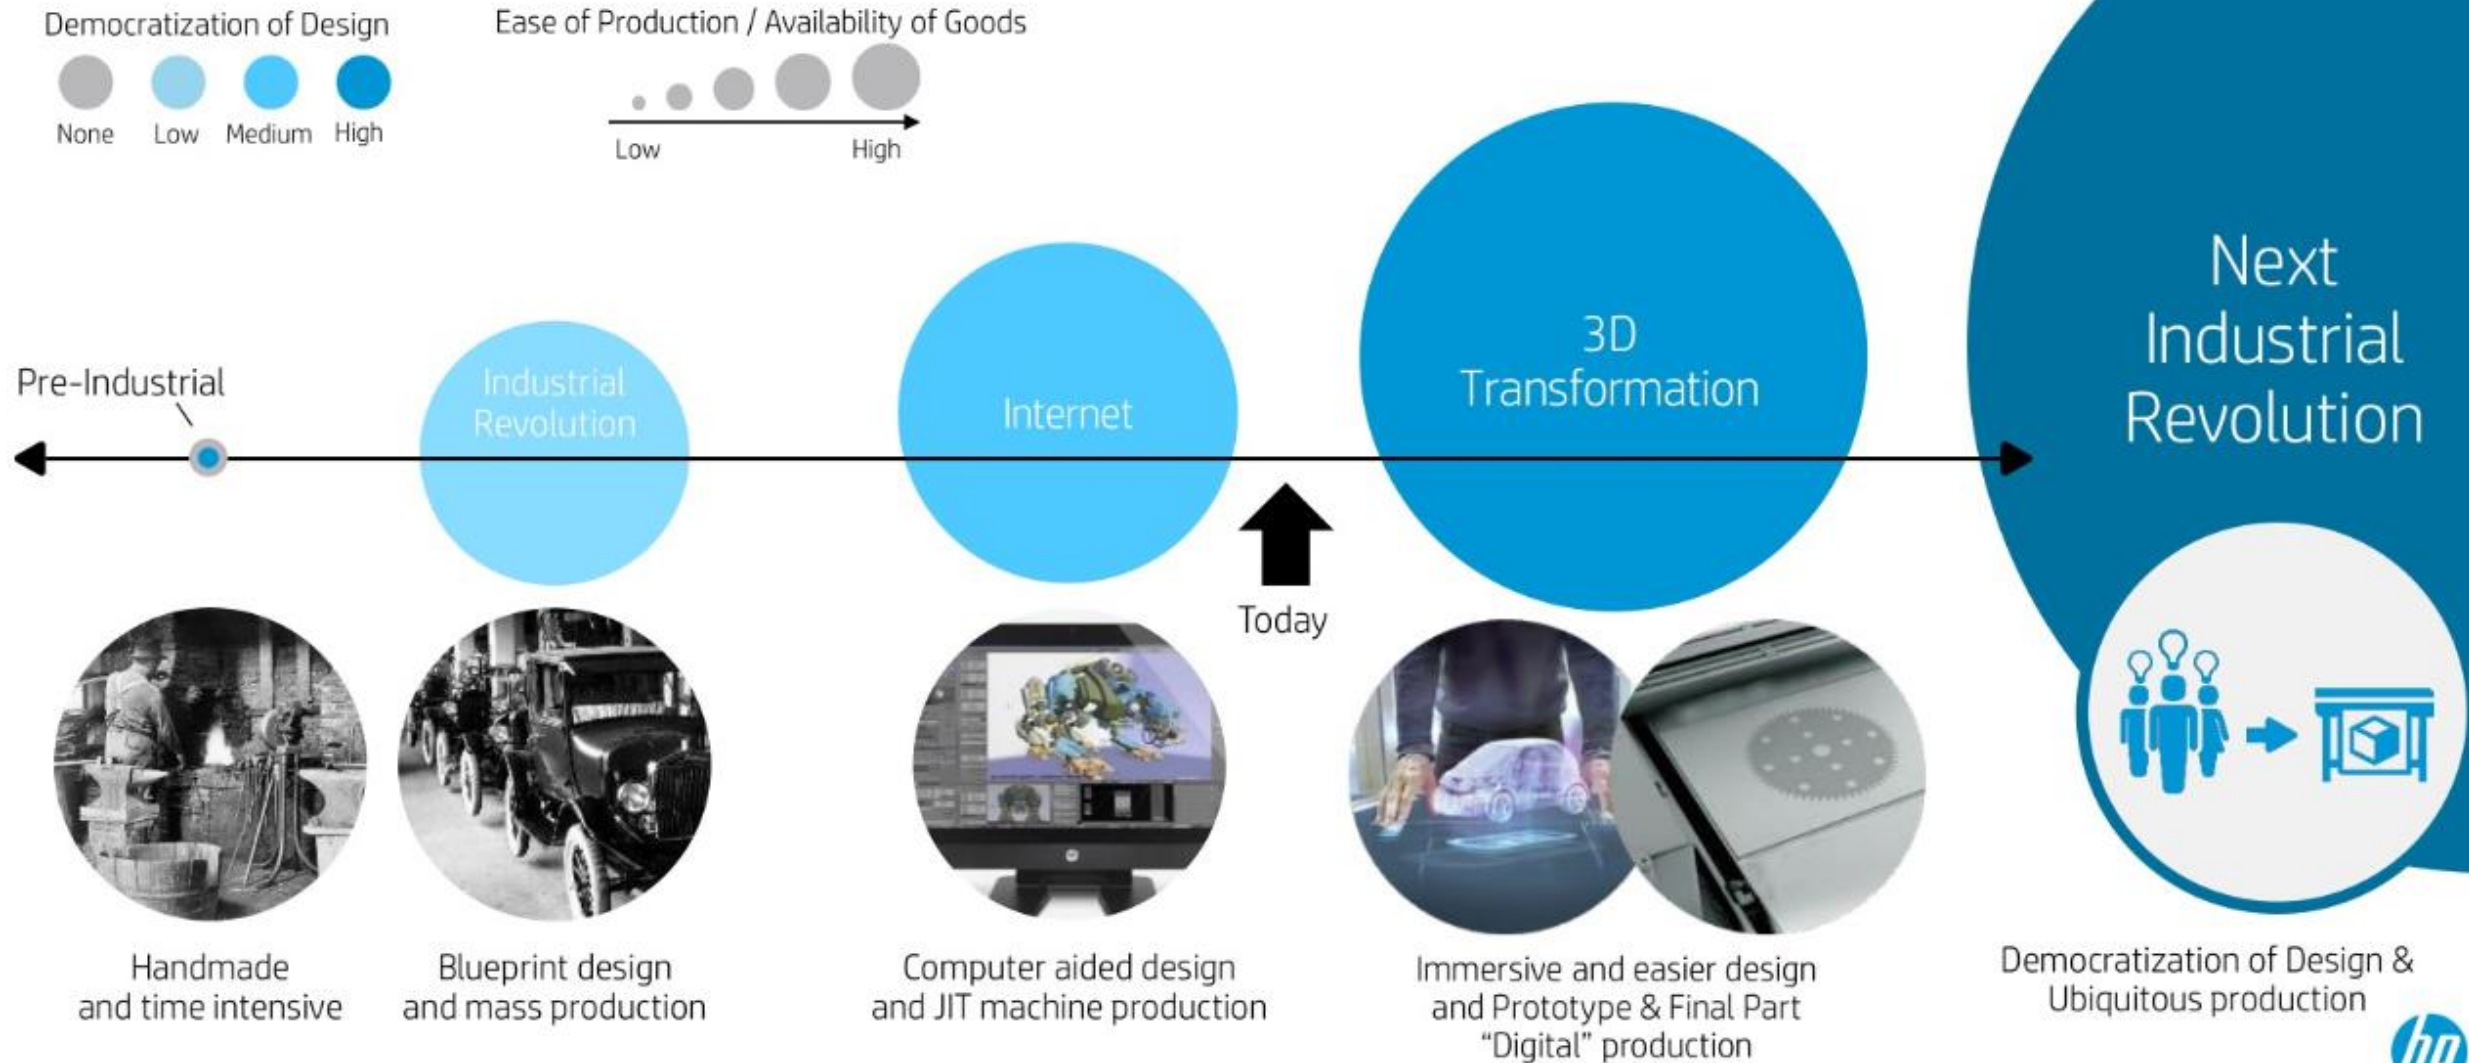 Democratization of Design
None Low Medium High
Ease of Production / Availability of Goods
Low High
Pre-Industrial
Industrial
Revolution
Internet
Today
3D
Transformation
Next
Industrial
Revolution
Handmade
and time intensive
Blueprint design
and mass production
Computer aided design
and JIT machine production
Immersive and easier design
and Prototype & Final Part
“Digital” production
Democratization of Design &
Ubiquitous production
hp